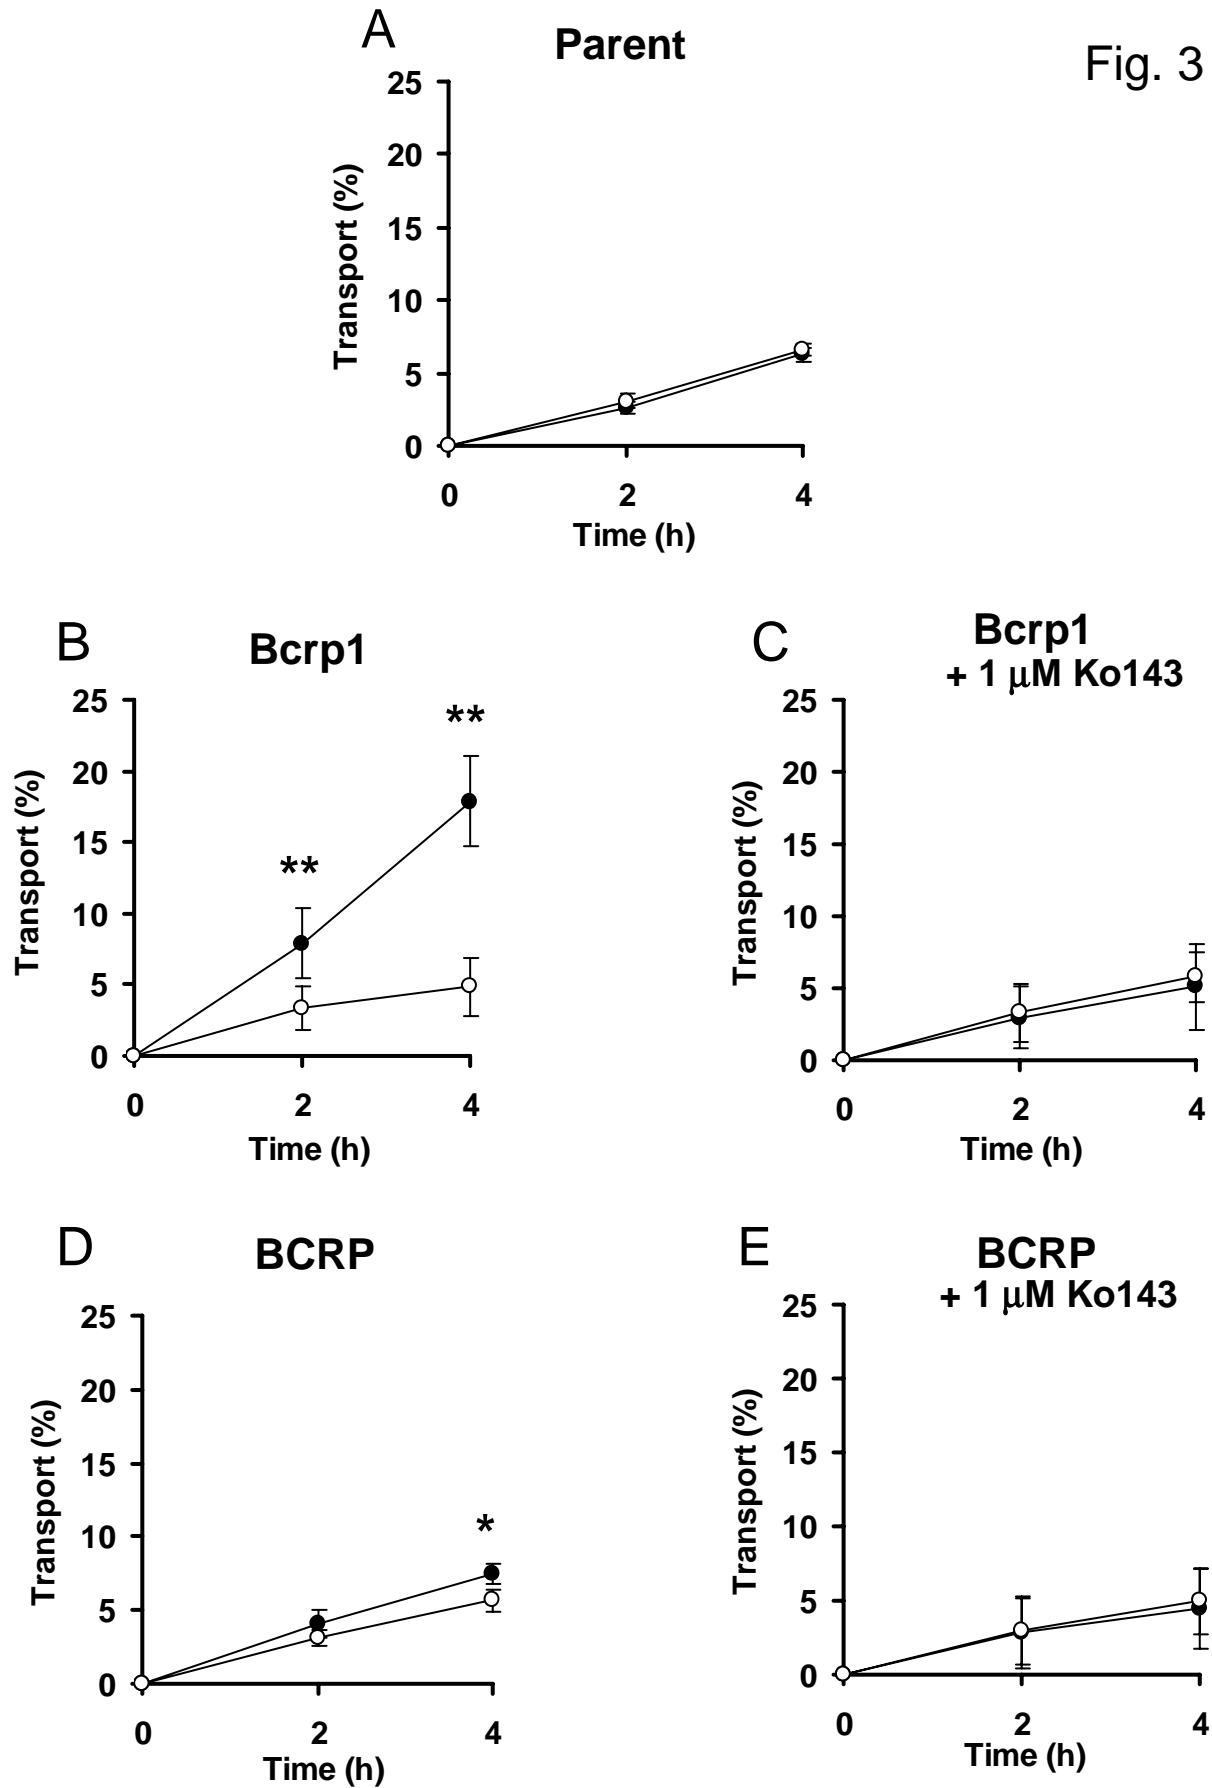 A
Parent
Fig. 3
25
20
15
10
5
0
Transport (%)
0 2 4
Time (h)
B
Bcrp1
25
20
15
10
5
0
Transport (%)
**
**
0 2 4
Time (h)
C
Bcrp1
+ 1 μM Ko143
25
20
15
10
5
0
Transport (%)
0 2 4
Time (h)
D
BCRP
25
20
15
10
5
0
Transport (%)
*
0 2 4
Time (h)
E
BCRP
+ 1 μM Ko143
25
20
15
10
5
0
Transport (%)
0 2 4
Time (h)